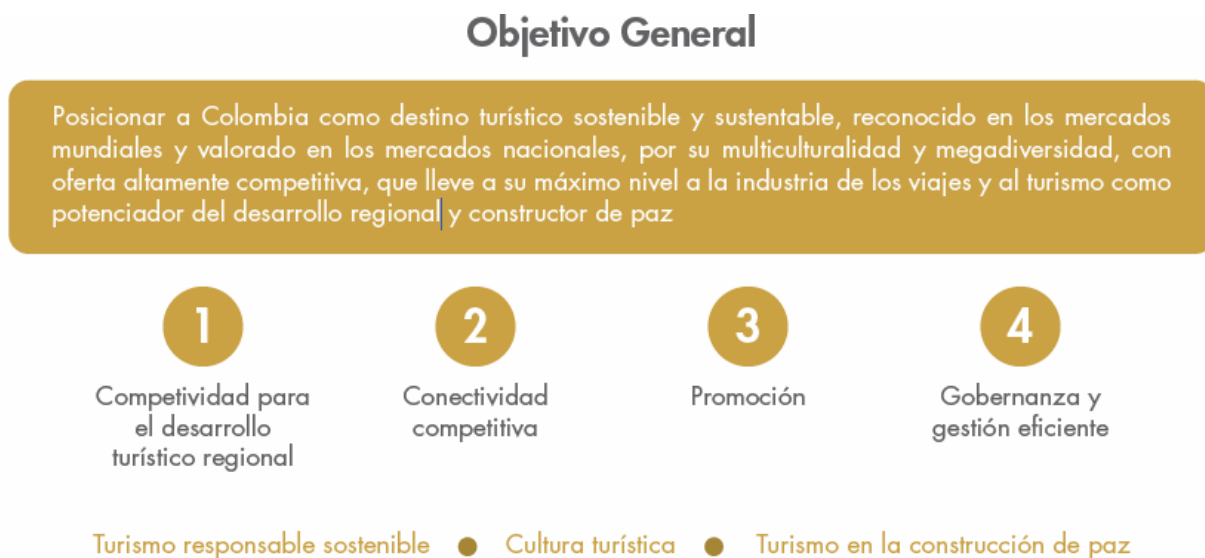 Objetivo General
Posicionar a Colombia como destino turístico sostenible y sustentable, reconocido en los mercados
mundiales y valorado en los mercados nacionales, por su multiculturalidad y megadiversidad, con
oferta altamente competitiva, que lleve a su máximo nivel a la industria de los viajes y al turismo como
potenciador del desarrollo regional y constructor de paz
1
Competividad para
el desarrollo
turístico regional
2
Conectividad
competitiva
3
Promoción
4
Gobernanza y
gestión eficiente
Turismo responsable sostenible ● Cultura turística ● Turismo en la construcción de paz